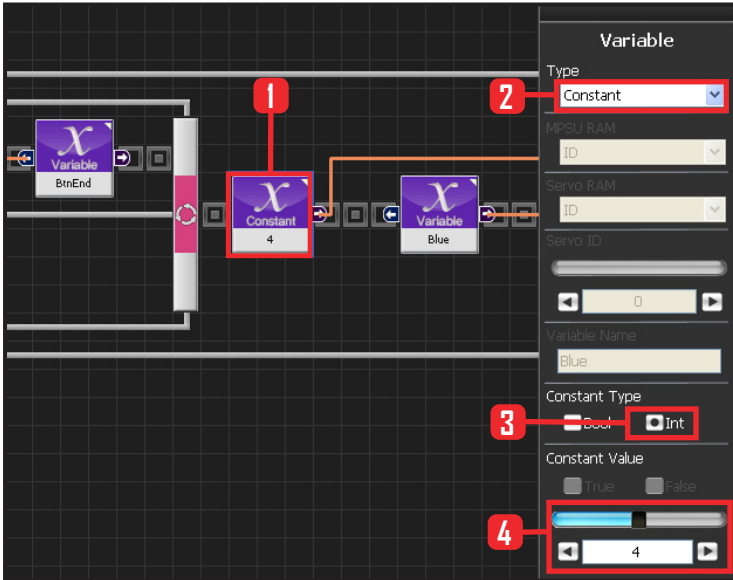 Variable
BtnEnd
1
Constant
4
Variable
Blue
Variable
Type
2
Constant
MPSU RAM
ID
Servo RAM
ID
Servo ID
0
Variable Name
Blue
Constant Type
3
Bool Int
Constant Value
True False
4
4